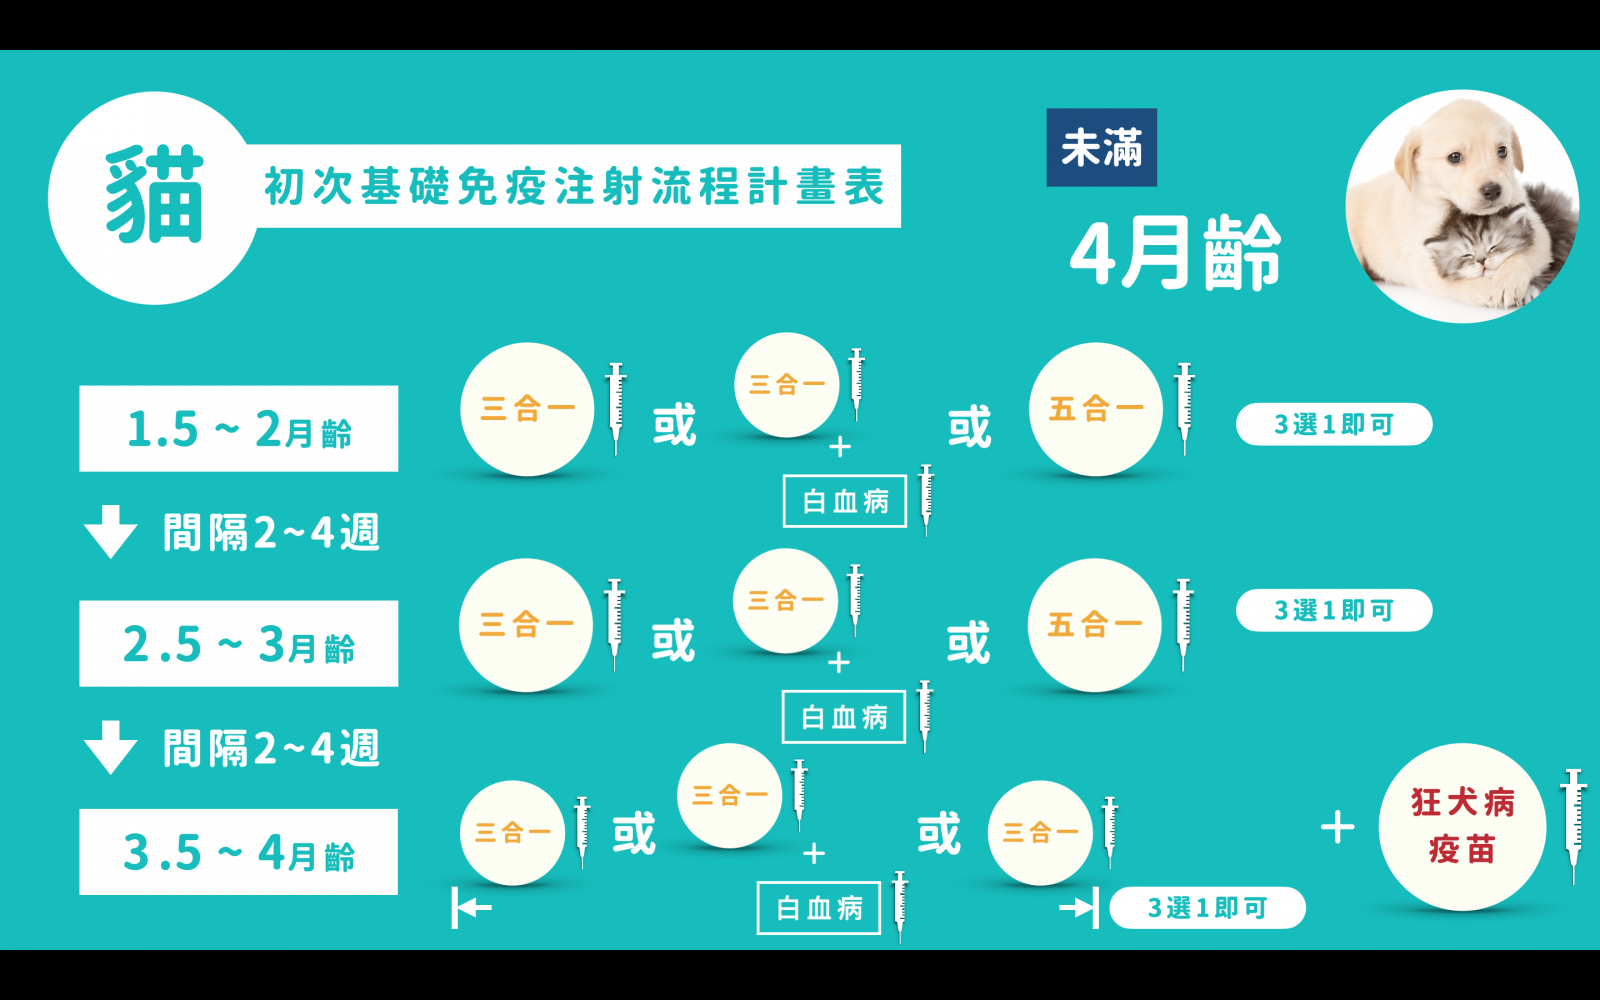 貓
初次基礎免疫注射流程計畫表
未滿
4月齡
1.5 ~ 2月齡
三合一
或
三合一
+
白血病
或
五合一
3選1即可
間隔2~4週
2.5 ~ 3月齡
三合一
或
三合一
+
白血病
或
五合一
3選1即可
間隔2~4週
3.5 ~ 4月齡
三合一
或
三合一
+
白血病
或
三合一
3選1即可
+
狂犬病
疫苗